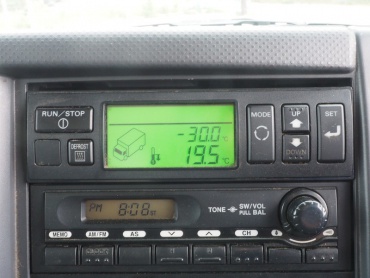 RUN/STOP
MODE
UP
SET
-30.0 °C
DEFROST
19.5 °C
DOWN
PM 8:08
TONE
SW/VOL
PULL BAL
MEMO AM/FM AS CH